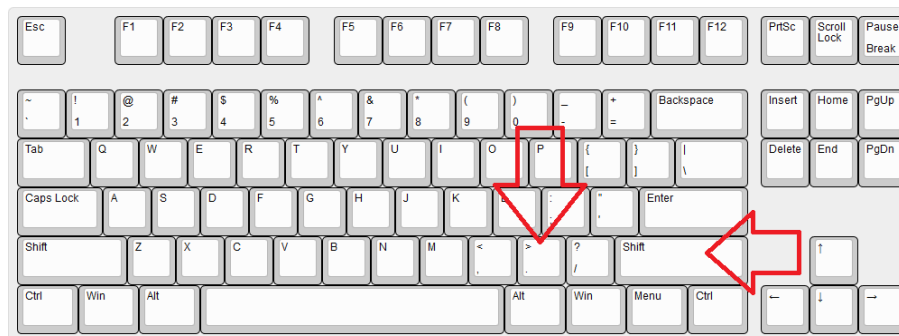 Esc F1 F2 F3 F4 F5 F6 F7 F8 F9 F10 F11 F12 PrtSc Scroll Lock Pause Break
~ ! @ # $ % ^ & * ( ) _ + Backspace Insert Home PgUp
` 1 2 3 4 5 6 7 8 9 0 - =
Tab Q W E R T Y U I O P { } | Delete End PgDn
[ ] \
Caps Lock A S D F G H J K : " Enter
; '
Shift Z X C V B N M < > ? Shift ↑
, . /
Ctrl Win Alt Alt Win Menu Ctrl ← ↓ →